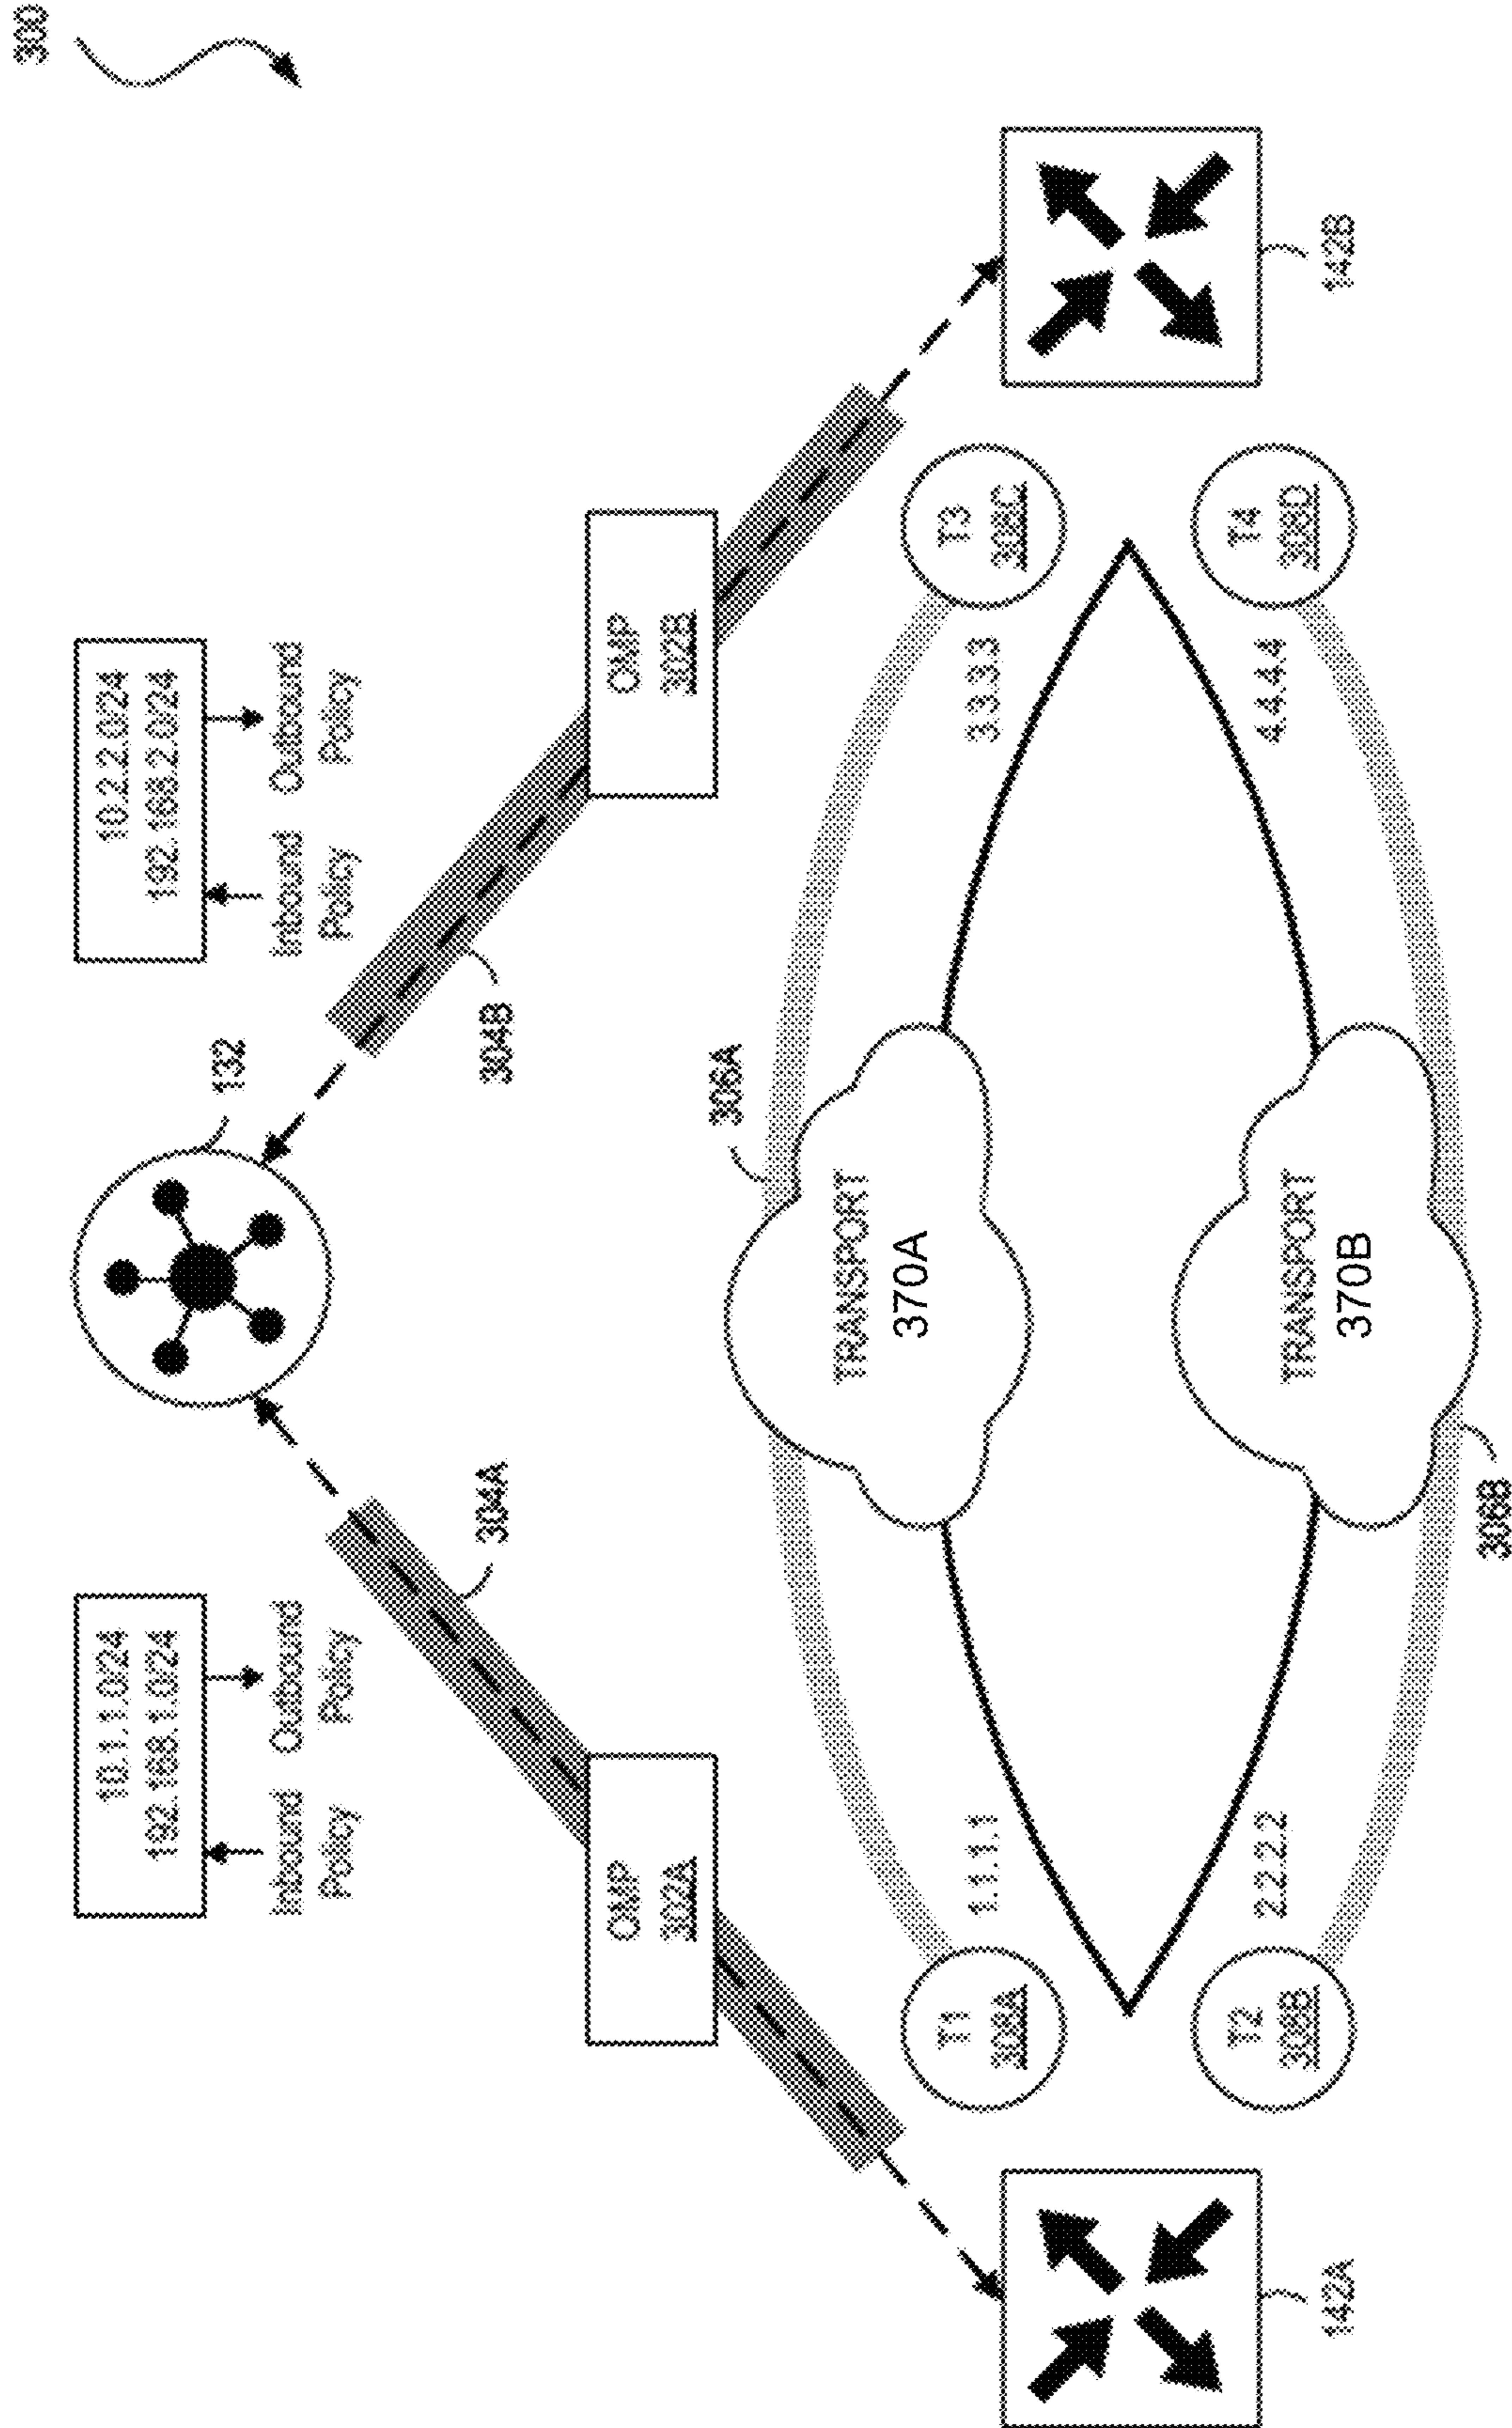 300
132
10.1.1.0/24
192.168.1.0/24
Inbound
Policy
Outbound
Policy
10.2.2.0/24
192.168.2.0/24
Inbound
Policy
Outbound
Policy
304A
304B
OMP
302A
OMP
302B
306A
T1
308A
1.1.1.1
TRANSPORT
370A
3.3.3.3
T3
308C
142A
142B
T2
308B
2.2.2.2
TRANSPORT
370B
4.4.4.4
T4
308D
306B